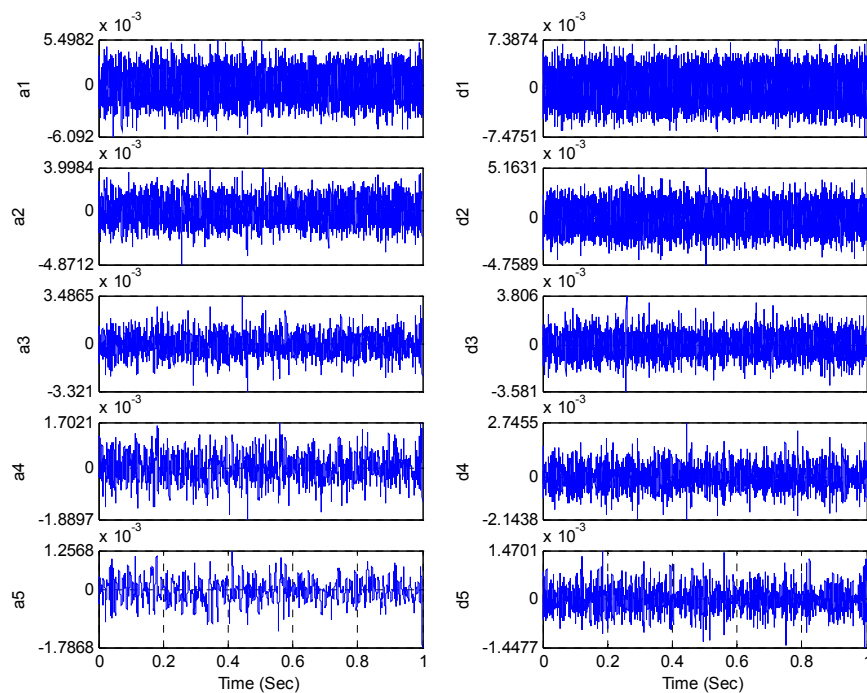 x 10^-3 x 10^-3
5.4982 7.3874
a1 0 d1 0
-6.092 -7.4751
x 10^-3 x 10^-3
3.9984 5.1631
a2 0 d2 0
-4.8712 -4.7589
x 10^-3 x 10^-3
3.4865 3.806
a3 0 d3 0
-3.321 -3.581
x 10^-3 x 10^-3
1.7021 2.7455
a4 0 d4 0
-1.8897 -2.1438
x 10^-3 x 10^-3
1.2568 1.4701
a5 0 d5 0
-1.7868 -1.4477
0 0.2 0.4 0.6 0.8 1 0 0.2 0.4 0.6 0.8 1
Time (Sec) Time (Sec)